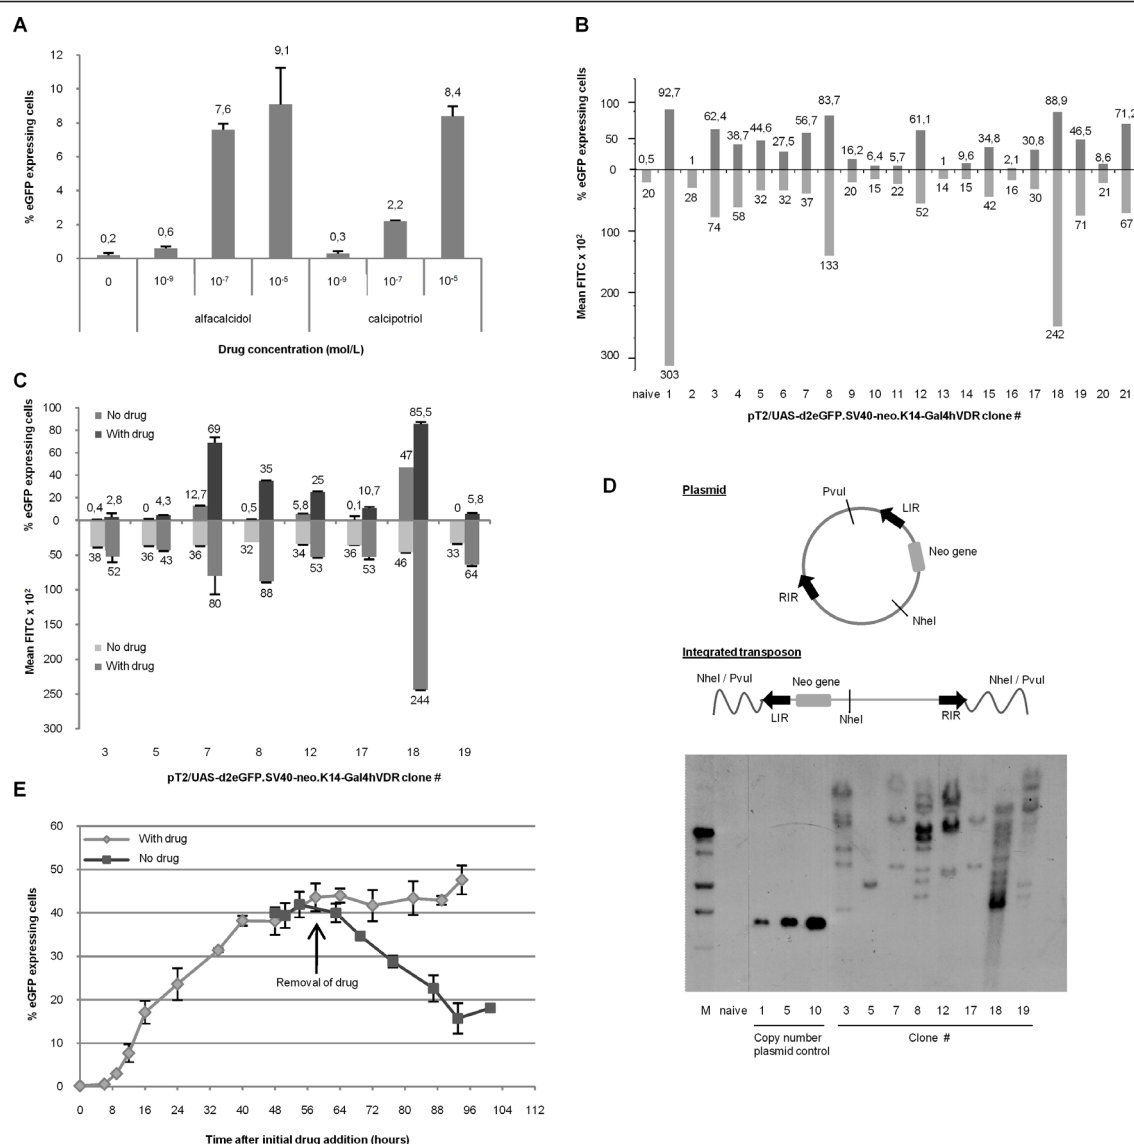 A
% eGFP expressing cells
12
10
8
6
4
2
0
0,2
0,6
7,6
9,1
0,3
2,2
8,4
0 10-9 10-7 10-5 10-9 10-7 10-5
alfacalcidol calcipotriol
Drug concentration (mol/L)
B
% eGFP expressing cells
Mean FITC x 10²
100
50
0
100
200
300
0,5 92,7 1 62,4 38,7 44,6 27,5 56,7 83,7 16,2 6,4 5,7 61,1 1 9,6 34,8 2,1 30,8 88,9 46,5 8,6 71,2
20 303 28 74 58 32 32 37 133 20 15 22 52 14 15 42 16 30 242 71 21 67
naive 1 2 3 4 5 6 7 8 9 10 11 12 13 14 15 16 17 18 19 20 21
pT2/UAS-d2eGFP.SV40-neo.K14-Gal4hVDR clone #
C
% eGFP expressing cells
Mean FITC x 10²
100
80
60
40
20
0
50
100
150
200
250
300
No drug
With drug
0,4 2,8 0 4,3 12,7 69 0,5 35 5,8 25 0,1 10,7 47 85,5 0 5,8
38 52 36 43 36 80 32 88 34 53 36 53 46 244 33 64
No drug
With drug
3 5 7 8 12 17 18 19
pT2/UAS-d2eGFP.SV40-neo.K14-Gal4hVDR clone #
D
Plasmid
PvuI
LIR
Neo gene
RIR
NheI
Integrated transposon
NheI / PvuI
Neo gene
NheI / PvuI
LIR
NheI
RIR
M naive 1 5 10 3 5 7 8 12 17 18 19
Copy number
plasmid control
Clone #
E
% eGFP expressing cells
60
50
40
30
20
10
0
With drug
No drug
Removal of drug
0 8 16 24 32 40 48 56 64 72 80 88 96 104 112
Time after initial drug addition (hours)